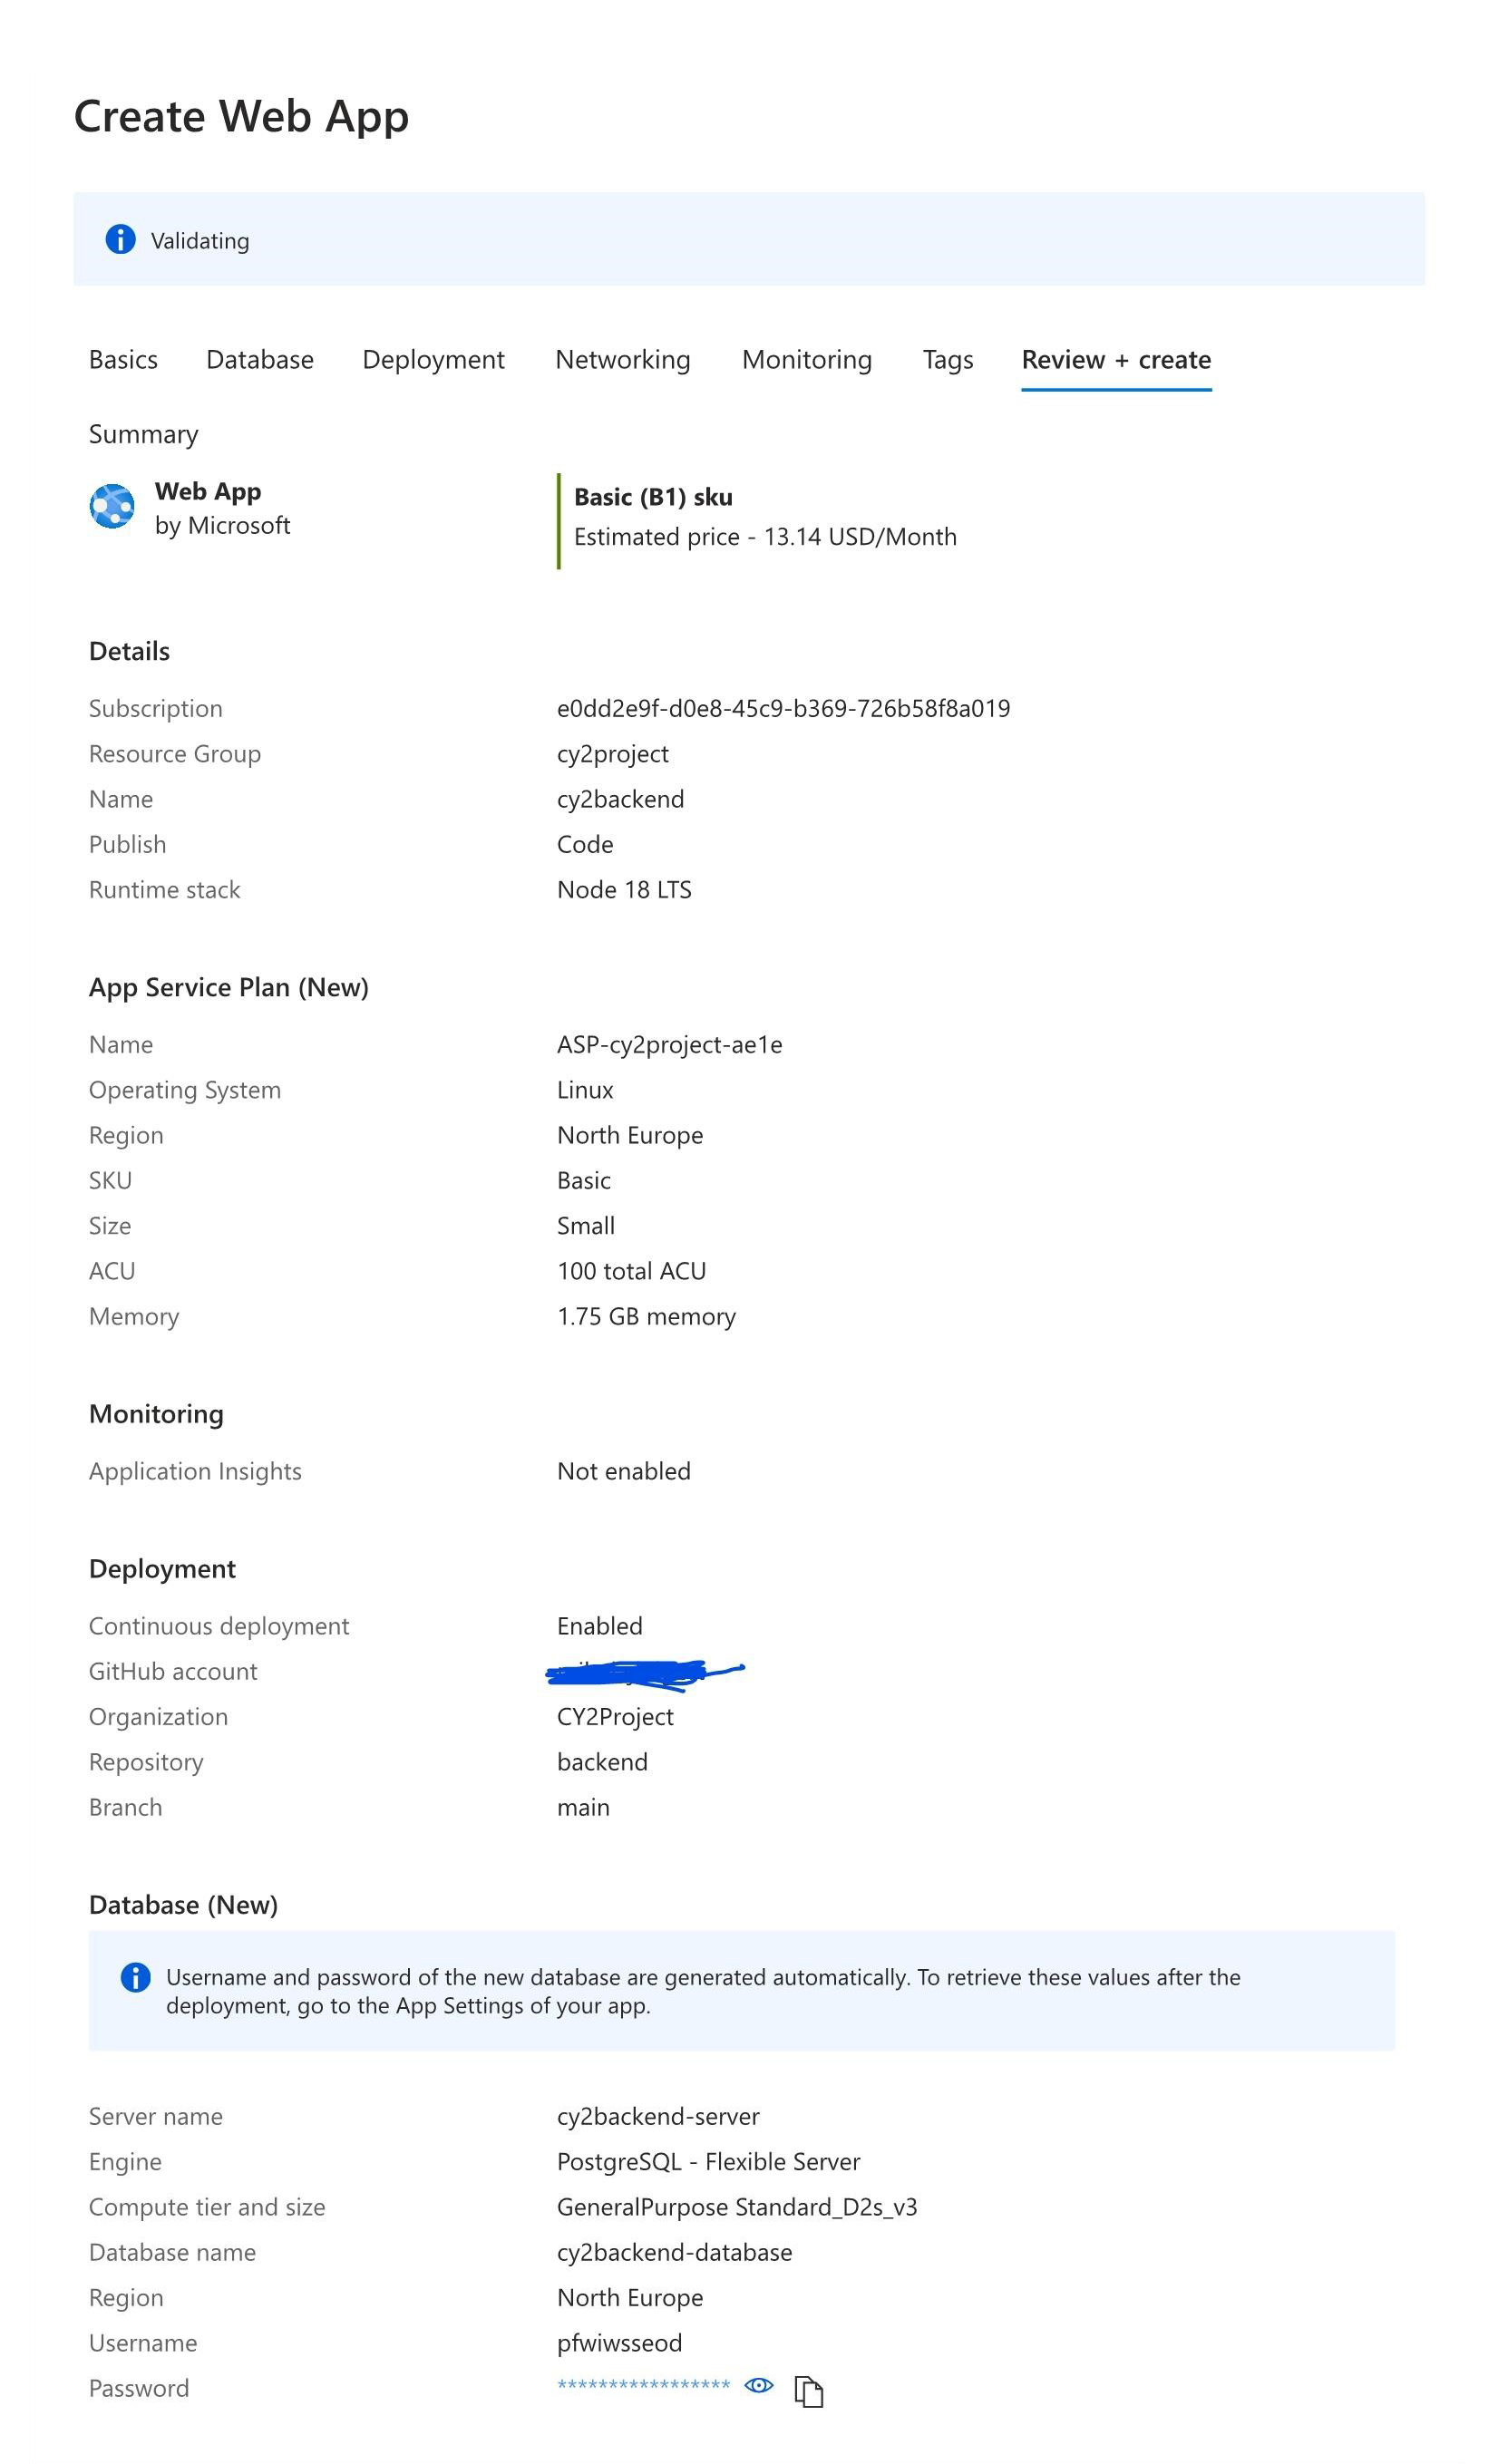 Create Web App
Validating
Basics Database Deployment Networking Monitoring Tags Review + create
Summary
Web App
by Microsoft
Basic (B1) sku
Estimated price - 13.14 USD/Month
Details
Subscription e0dd2e9f-d0e8-45c9-b369-726b58f8a019
Resource Group cy2project
Name cy2backend
Publish Code
Runtime stack Node 18 LTS
App Service Plan (New)
Name ASP-cy2project-ae1e
Operating System Linux
Region North Europe
SKU Basic
Size Small
ACU 100 total ACU
Memory 1.75 GB memory
Monitoring
Application Insights Not enabled
Deployment
Continuous deployment Enabled
GitHub account
Organization CY2Project
Repository backend
Branch main
Database (New)
Username and password of the new database are generated automatically. To retrieve these values after the
deployment, go to the App Settings of your app.
Server name cy2backend-server
Engine PostgreSQL - Flexible Server
Compute tier and size GeneralPurpose Standard_D2s_v3
Database name cy2backend-database
Region North Europe
Username pfwiwsseod
Password *****************